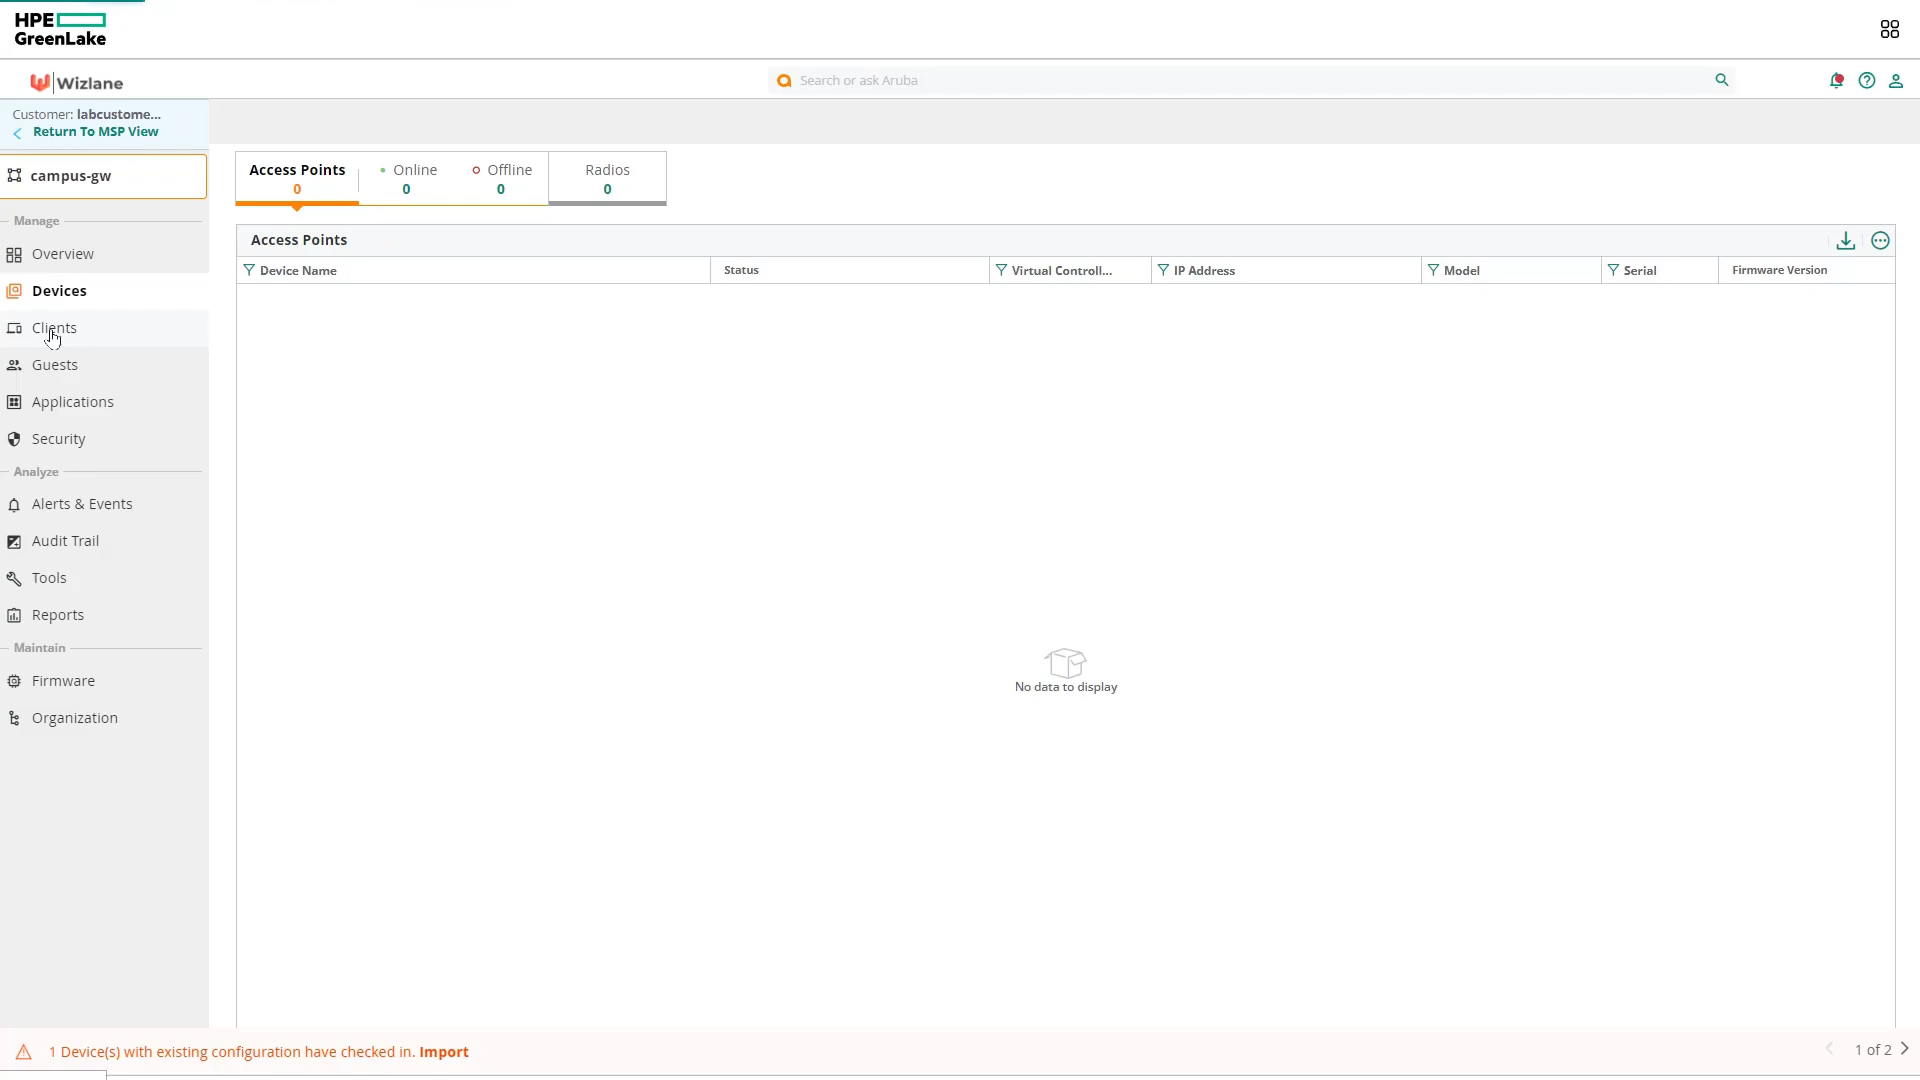 HPE
GreenLake
Wizlane
Search or ask Aruba
Customer: labcustome...
Return To MSP View
campus-gw
Manage
Overview
Devices
Clients
Guests
Applications
Security
Analyze
Alerts & Events
Audit Trail
Tools
Reports
Maintain
Firmware
Organization
Access Points Online Offline Radios
0 0 0 0
Access Points
Device Name Status Virtual Controll... IP Address Model Serial Firmware Version
No data to display
1 Device(s) with existing configuration have checked in. Import
1 of 2